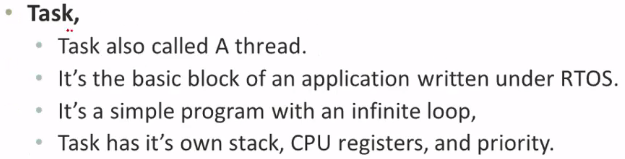 • Task,
• Task also called A thread.
• It's the basic block of an application written under RTOS.
• It's a simple program with an infinite loop,
• Task has it's own stack, CPU registers, and priority.